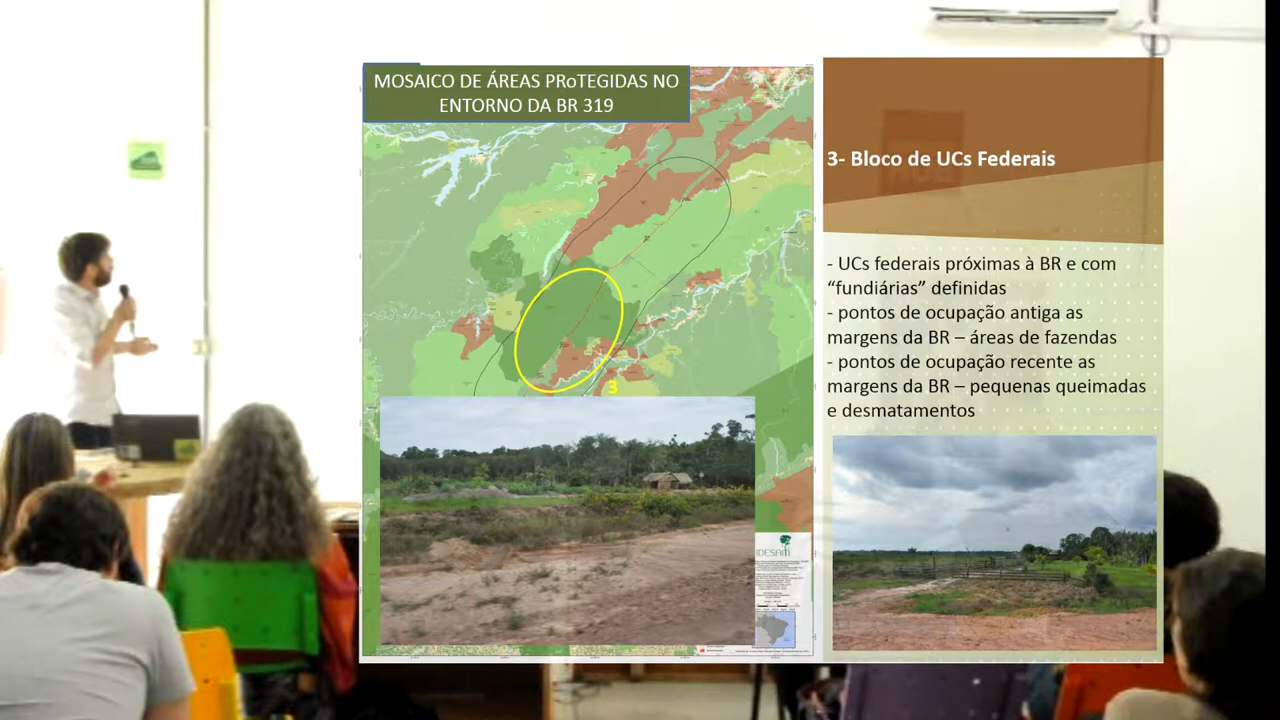 MOSAICO DE ÁREAS PRoTEGIDAS NO
ENTORNO DA BR 319
3- Bloco de UCs Federais
- UCs federais próximas à BR e com
“fundiárias” definidas
- pontos de ocupação antiga as
margens da BR – áreas de fazendas
- pontos de ocupação recente as
margens da BR – pequenas queimadas
e desmatamentos
3
IDESAM